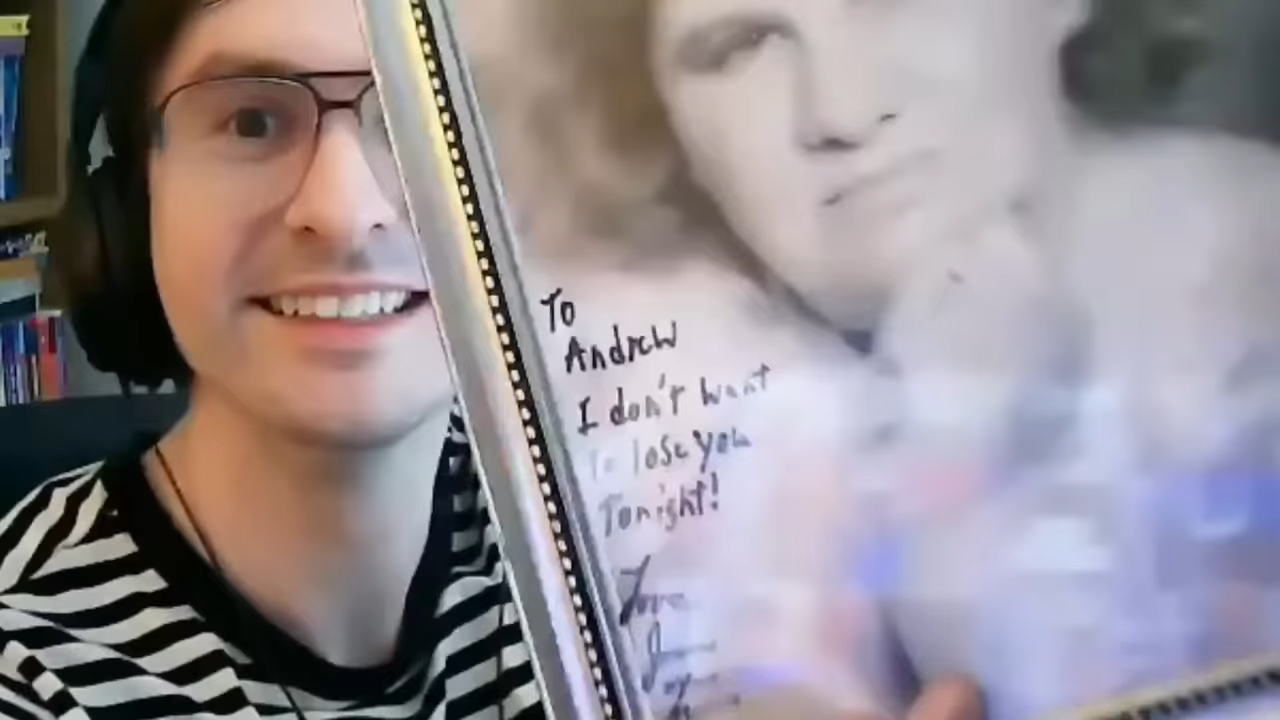 To
Andrew
I don't want
To lose you
Tonight!
Love